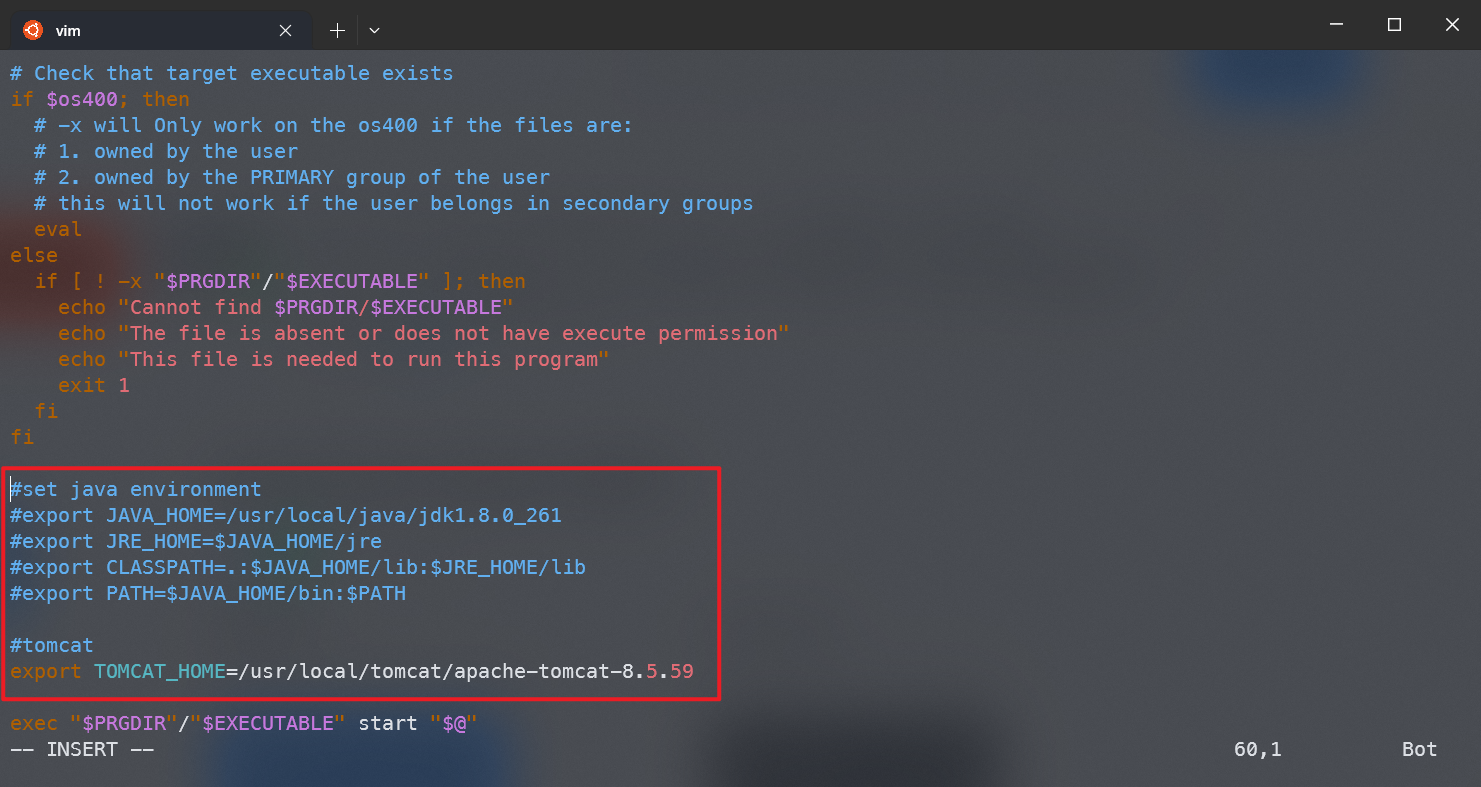 vim
# Check that target executable exists
if $os400; then
  # -x will Only work on the os400 if the files are:
  # 1. owned by the user
  # 2. owned by the PRIMARY group of the user
  # this will not work if the user belongs in secondary groups
  eval
else
  if [ ! -x "$PRGDIR"/"$EXECUTABLE" ]; then
    echo "Cannot find $PRGDIR/$EXECUTABLE"
    echo "The file is absent or does not have execute permission"
    echo "This file is needed to run this program"
    exit 1
  fi
fi
#set java environment
#export JAVA_HOME=/usr/local/java/jdk1.8.0_261
#export JRE_HOME=$JAVA_HOME/jre
#export CLASSPATH=.:$JAVA_HOME/lib:$JRE_HOME/lib
#export PATH=$JAVA_HOME/bin:$PATH
#tomcat
export TOMCAT_HOME=/usr/local/tomcat/apache-tomcat-8.5.59
exec "$PRGDIR"/"$EXECUTABLE" start "$@"
-- INSERT -- 60,1 Bot